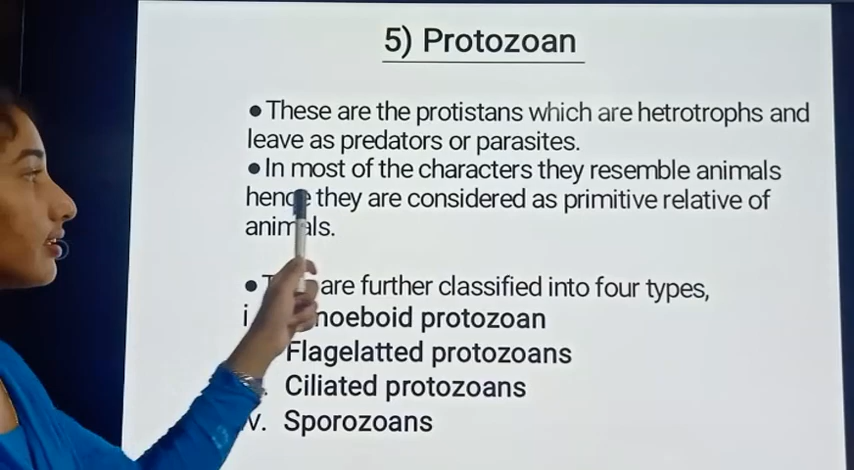 5) Protozoan
● These are the protistans which are hetrotrophs and
leave as predators or parasites.
● In most of the characters they resemble animals
hence they are considered as primitive relative of
animals.
● are further classified into four types,
protozoan
Flagelatted protozoans
Ciliated protozoans
Sporozoans